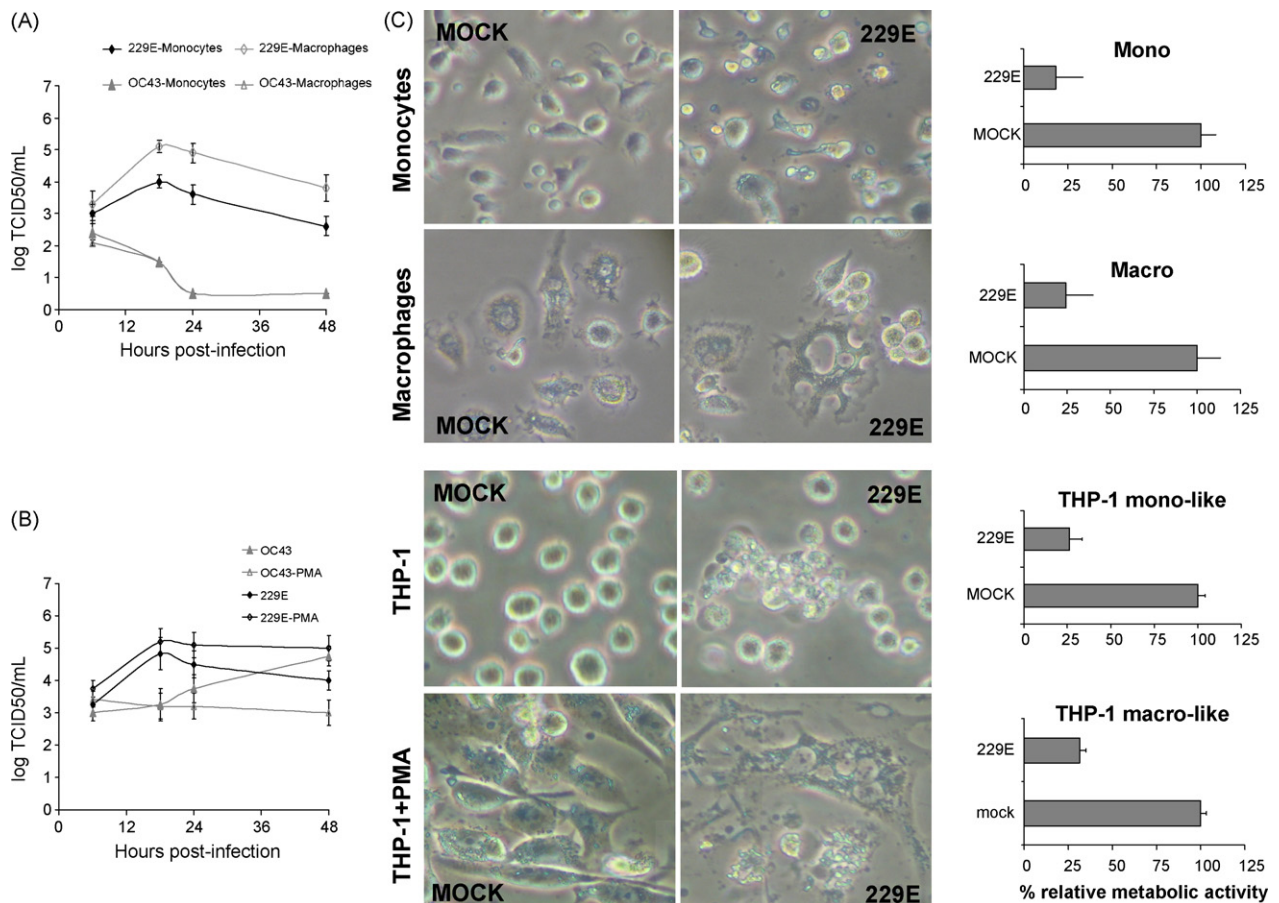 (A)
229E-Monocytes
229E-Macrophages
OC43-Monocytes
OC43-Macrophages
7
6
5
4
3
2
1
0
log TCID50/mL
0 12 24 36 48
Hours post-infection
(B)
OC43
OC43-PMA
229E
229E-PMA
7
6
5
4
3
2
1
0
log TCID50/mL
0 12 24 36 48
Hours post-infection
(C)
Monocytes
MOCK
229E
Mono
229E
MOCK
0 25 50 75 100 125
Macrophages
MOCK
229E
Macro
229E
MOCK
0 25 50 75 100 125
THP-1
MOCK
229E
THP-1 mono-like
229E
MOCK
0 25 50 75 100 125
THP-1+PMA
MOCK
229E
THP-1 macro-like
229E
mock
0 25 50 75 100 125
% relative metabolic activity